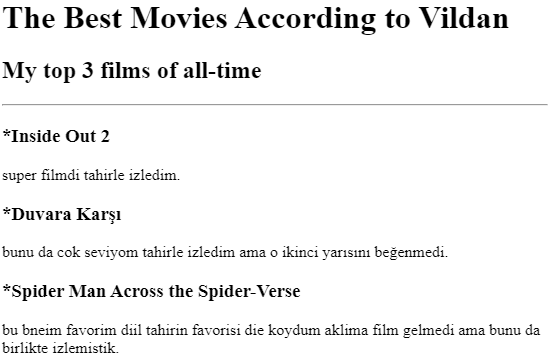 The Best Movies According to Vildan
My top 3 films of all-time
*Inside Out 2
super filmdi tahirle izledim.
*Duvara Karşı
bunu da cok seviyom tahirle izledim ama o ikinci yarısını beğenmedi.
*Spider Man Across the Spider-Verse
bu bneim favorim diil tahirin favorisi die koydum aklima film gelmedi ama bunu da
birlikte izlemistik.